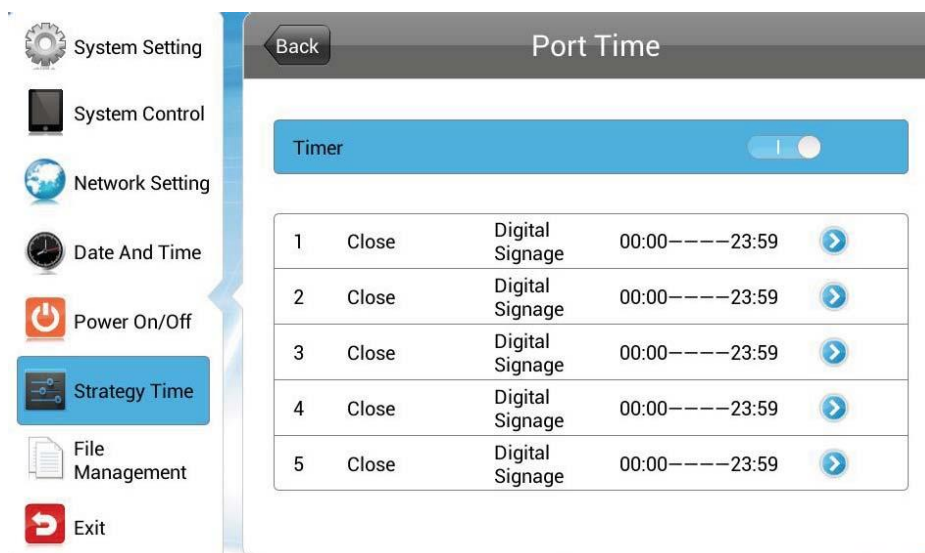 System Setting
System Control
Network Setting
Date And Time
Power On/Off
Strategy Time
File
Management
Exit
Back
Port Time
Timer
1 Close Digital Signage 00:00————23:59
2 Close Digital Signage 00:00————23:59
3 Close Digital Signage 00:00————23:59
4 Close Digital Signage 00:00————23:59
5 Close Digital Signage 00:00————23:59